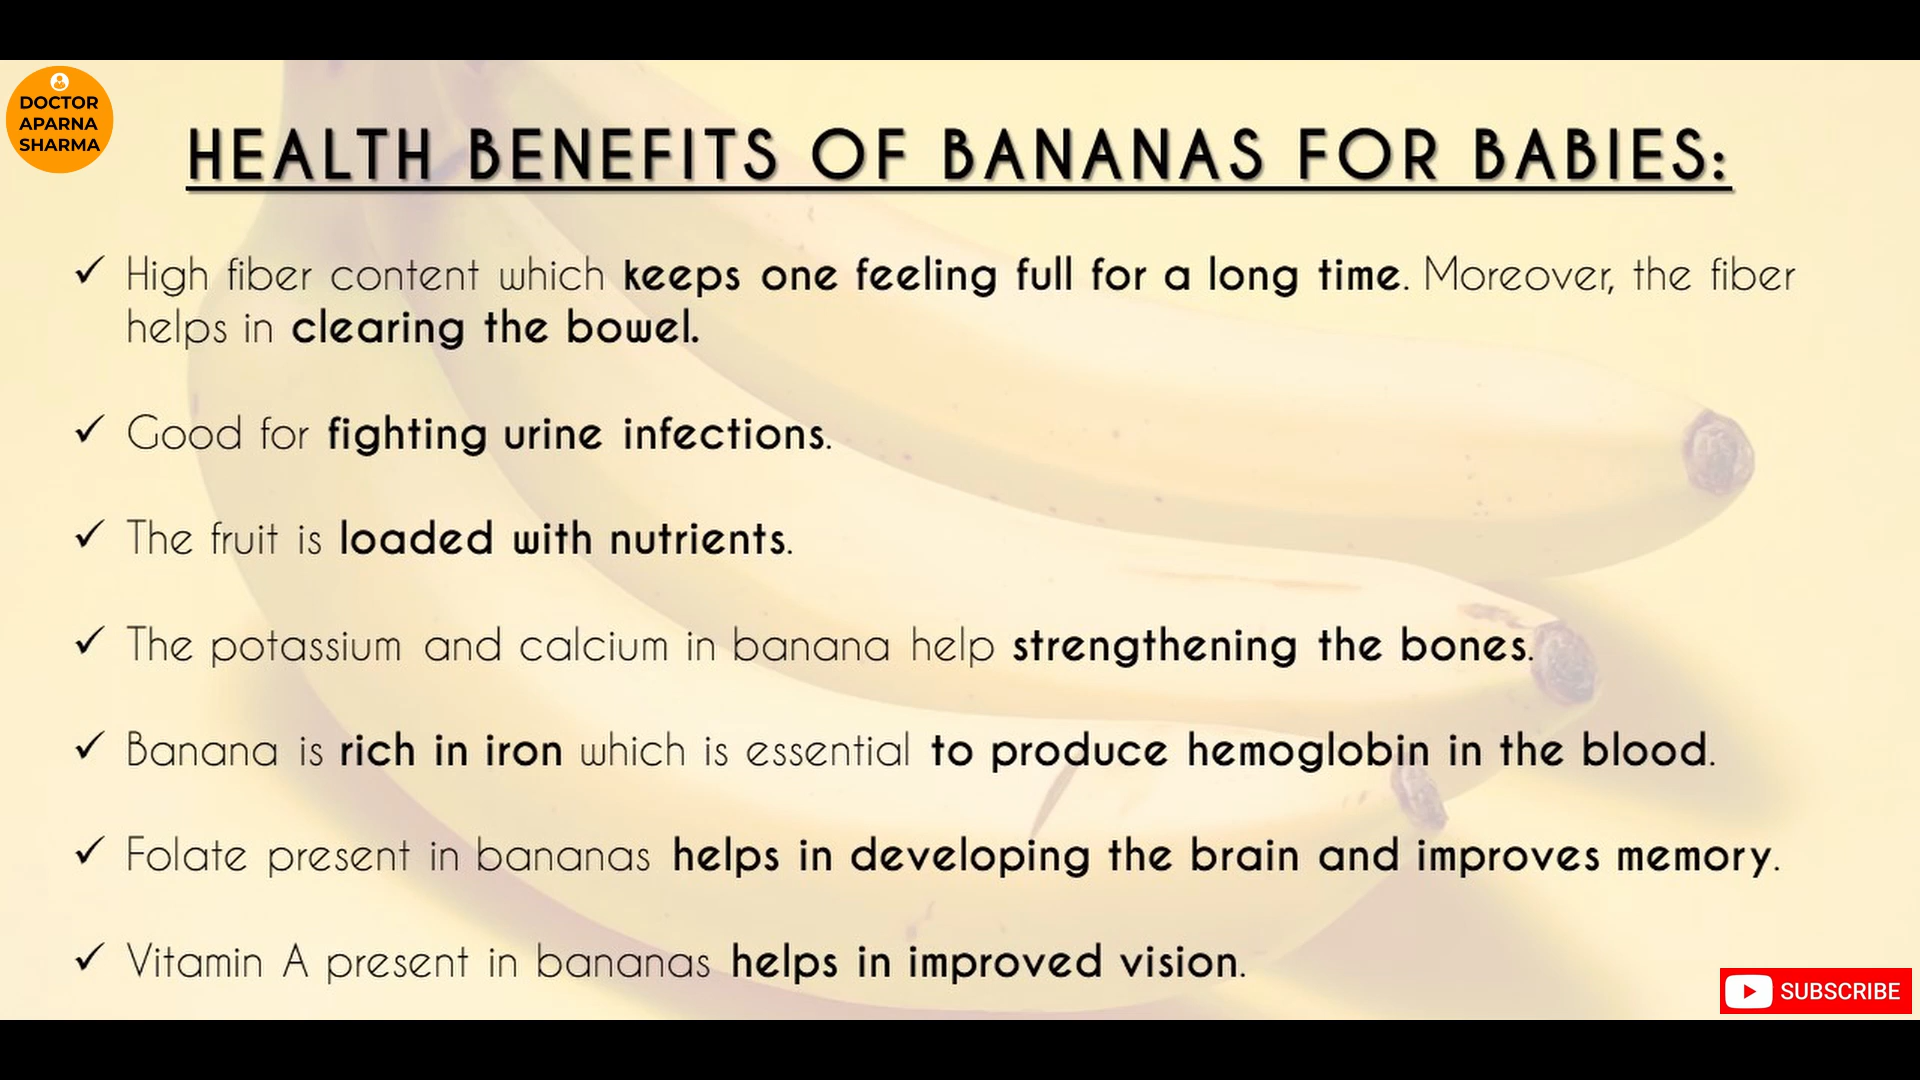 DOCTOR
APARNA
SHARMA
HEALTH BENEFITS OF BANANAS FOR BABIES:
✓ High fiber content which keeps one feeling full for a long time. Moreover, the fiber
helps in clearing the bowel.
✓ Good for fighting urine infections.
✓ The fruit is loaded with nutrients.
✓ The potassium and calcium in banana help strengthening the bones.
✓ Banana is rich in iron which is essential to produce hemoglobin in the blood.
✓ Folate present in bananas helps in developing the brain and improves memory.
✓ Vitamin A present in bananas helps in improved vision.
SUBSCRIBE